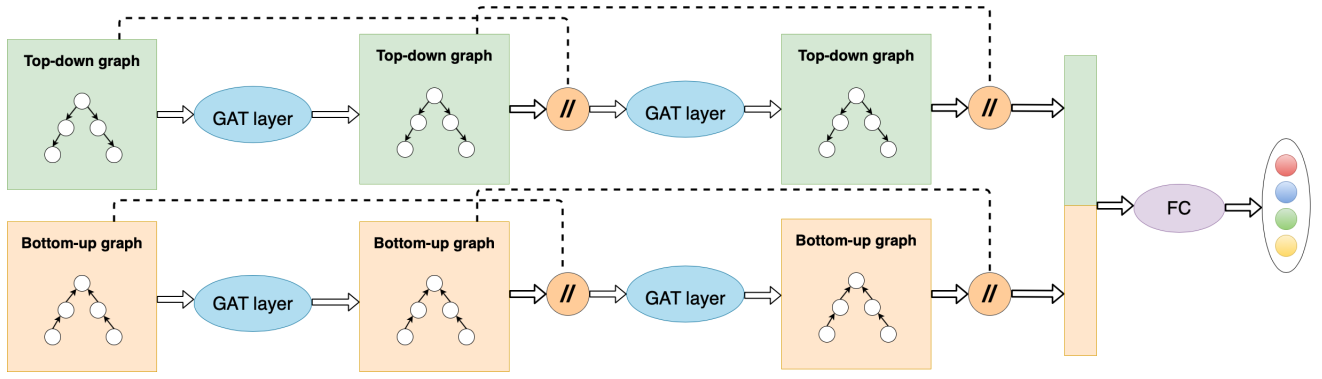 Top-down graph
GAT layer
Top-down graph
//
GAT layer
Top-down graph
//
Bottom-up graph
GAT layer
Bottom-up graph
//
GAT layer
Bottom-up graph
//
FC